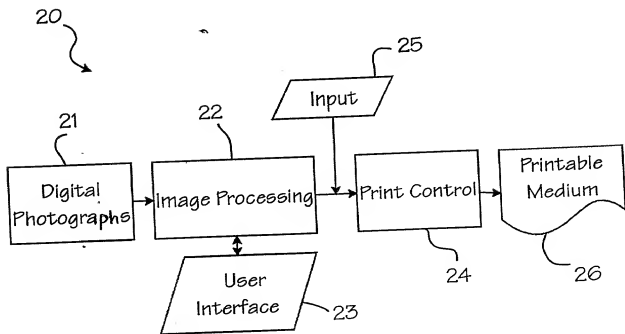 20
25
Input
21
22
Digital
Photographs
Image Processing
Print Control
Printable
Medium
User
Interface
23
24
26